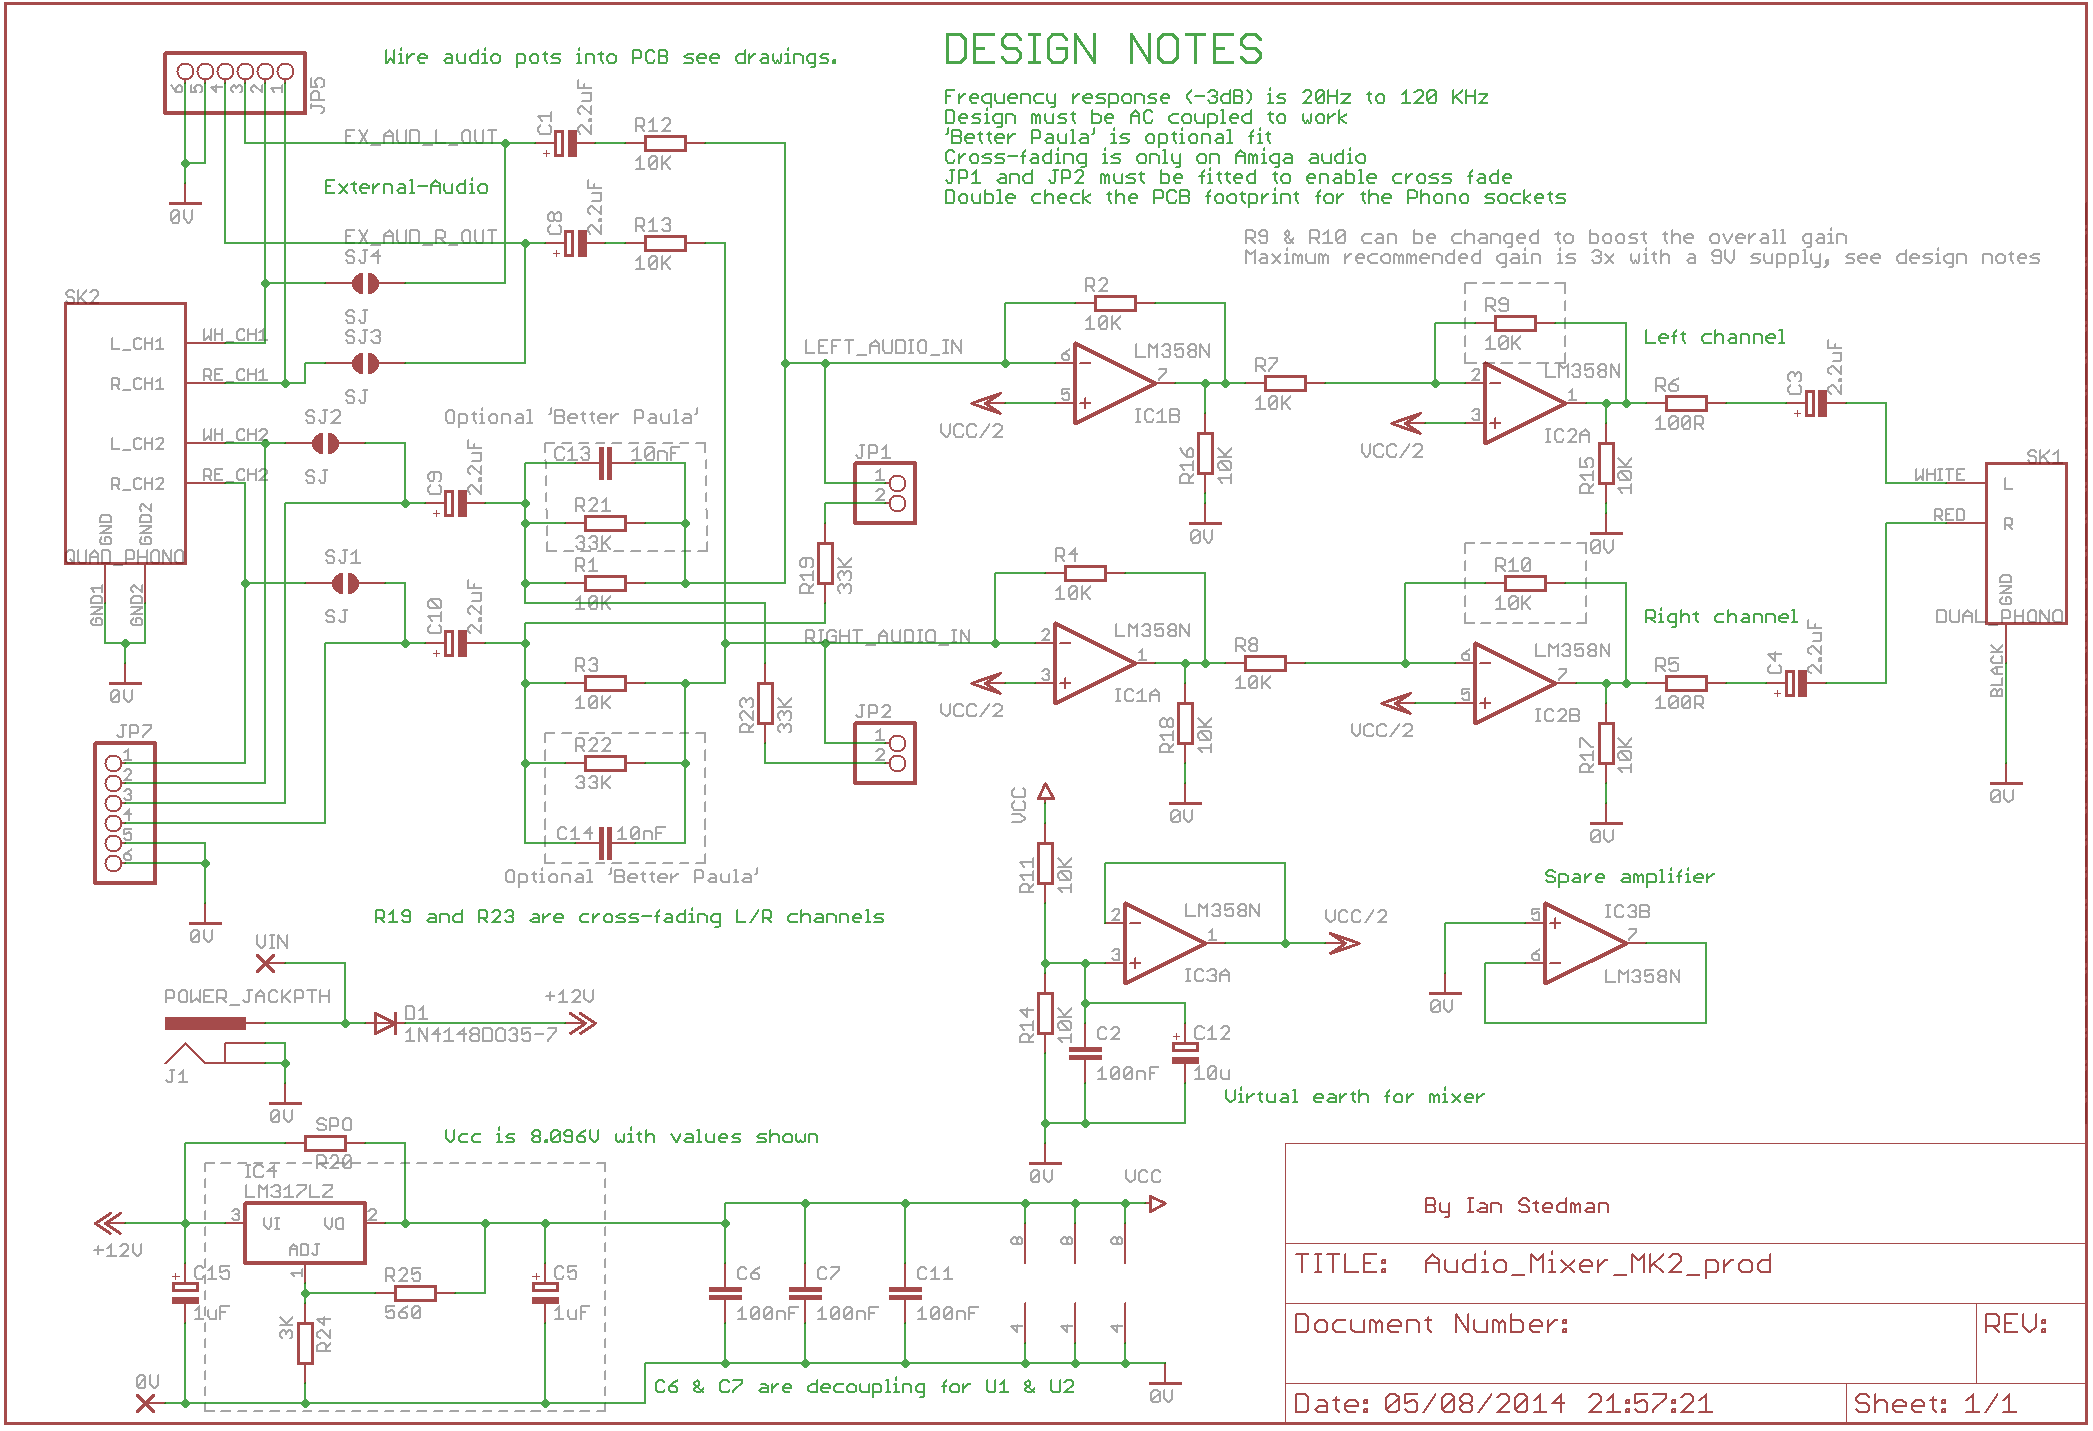 DESIGN NOTES
Frequency response (-3dB) is 20Hz to 120 KHz
Design must be AC coupled to work
'Better Paula' is optional fit
Cross-fading is only on Amiga audio
JP1 and JP2 must be fitted to enable cross fade
Double check the PCB footprint for the Phono sockets
R9 & R10 can be changed to boost the overall gain
Maximum recommended gain is 3x with a 9V supply, see design notes
Wire audio pots into PCB see drawings.
6 5 4 3 2 1
JP5
EX_AUD_L_OUT
C1
2.2uF
R12
10K
External-Audio
0V
EX_AUD_R_OUT
C8
2.2uF
R13
10K
SJ4
SJ
SJ3
SJ
SK2
L_CH1
WH_CH1
R_CH1
RE_CH1
L_CH2
WH_CH2
R_CH2
RE_CH2
GND
GND2
QUAD_PHONO
GND1
GND2
0V
SJ2
SJ
SJ1
SJ
Optional 'Better Paula'
C9
2.2uF
C13
10nF
R21
33K
R1
10K
C10
2.2uF
R3
10K
R22
33K
C14
10nF
Optional 'Better Paula'
R19
33K
R23
33K
JP1
1
2
JP2
1
2
LEFT_AUDIO_IN
RIGHT_AUDIO_IN
R2
10K
LM358N
6
5
7
IC1B
VCC/2
R7
10K
R16
10K
0V
R9
10K
LM358N
2
3
1
IC2A
VCC/2
Left channel
R6
100R
C3
2.2uF
R15
10K
0V
R4
10K
LM358N
2
3
1
IC1A
VCC/2
R8
10K
R18
10K
0V
R10
10K
LM358N
6
5
7
IC2B
VCC/2
Right channel
R5
100R
C4
2.2uF
R17
10K
0V
SK1
WHITE
L
RED
R
GND
DUAL_PHONO
BLACK
0V
JP7
1
2
3
4
5
6
0V
R19 and R23 are cross-fading L/R channels
VIN
POWER_JACKPTH
D1
1N4148DO35-7
+12V
J1
0V
VCC
R11
10K
R14
10K
2
3
1
LM358N
IC3A
VCC/2
C2
100nF
C12
10u
0V
Virtual earth for mixer
Spare amplifier
IC3B
5
6
7
LM358N
0V
SPO
R20
Vcc is 8.096V with values shown
IC4
LM317LZ
3
VI
VO
2
ADJ
1
+12V
C15
1uF
R25
560
3K
R24
C5
1uF
0V
C6
100nF
C7
100nF
C11
100nF
8 8 8
4 4 4
VCC
0V
C6 & C7 are decoupling for U1 & U2
By Ian Stedman
TITLE: Audio_Mixer_MK2_prod
Document Number:
REV:
Date: 05/08/2014 21:57:21
Sheet: 1/1